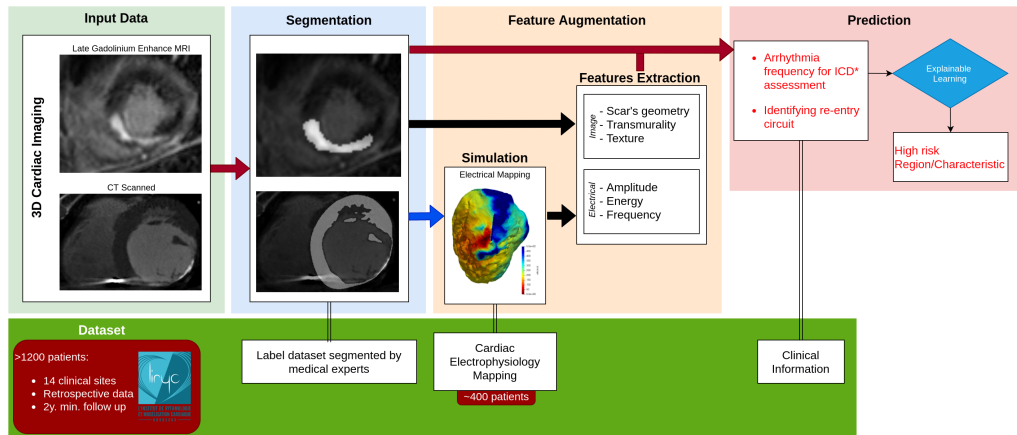 Input Data
Segmentation
Feature Augmentation
Prediction
3D Cardiac Imaging
Late Gadolinium Enhance MRI
CT Scanned
Simulation
Electrical Mapping
Features Extraction
Image
- Scar's geometry
- Transmurality
- Texture
Electrical
- Amplitude
- Energy
- Frequency
• Arrhythmia
frequency for ICD*
assessment
• Identifying re-entry
circuit
Explainable
Learning
High risk
Region/Characteristic
Dataset
>1200 patients:
• 14 clinical sites
• Retrospective data
• 2y. min. follow up
liryc
Label dataset segmented by
medical experts
Cardiac
Electrophysiology
Mapping
~400 patients
Clinical
Information